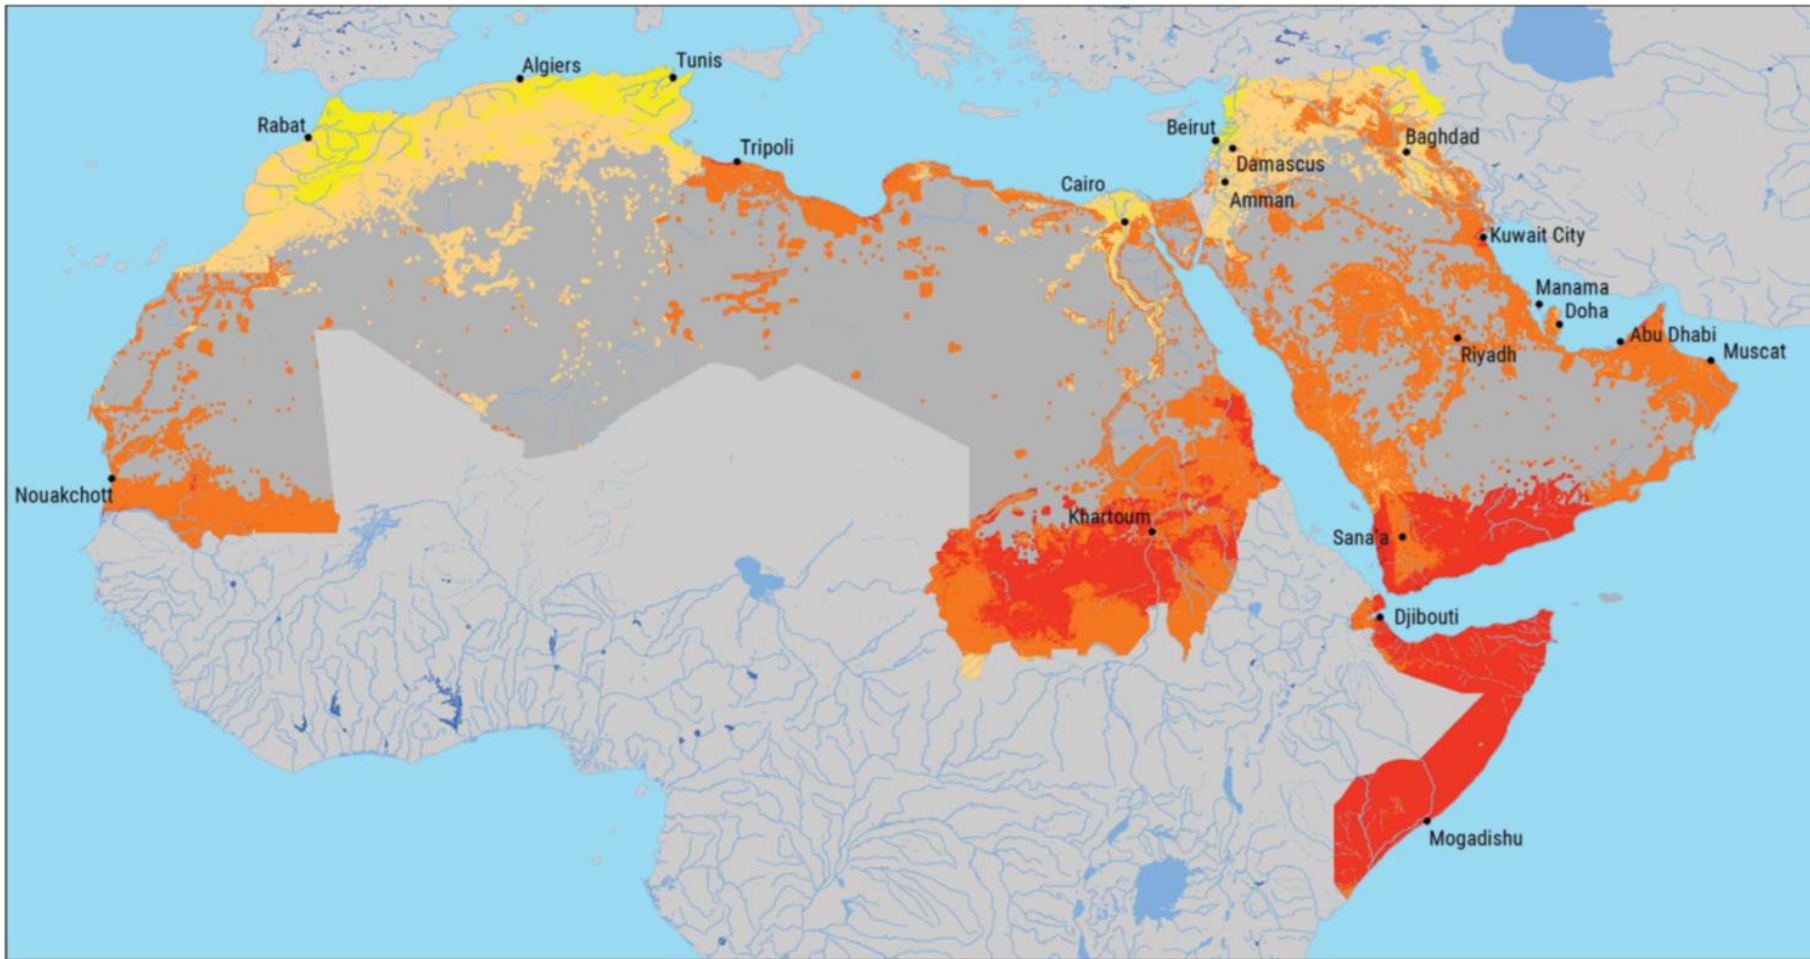 Algiers
Tunis
Rabat
Tripoli
Beirut
Baghdad
Damascus
Cairo
Amman
Kuwait City
Manama
Doha
Abu Dhabi
Muscat
Riyadh
Nouakchott
Khartoum
Sana'a
Djibouti
Mogadishu